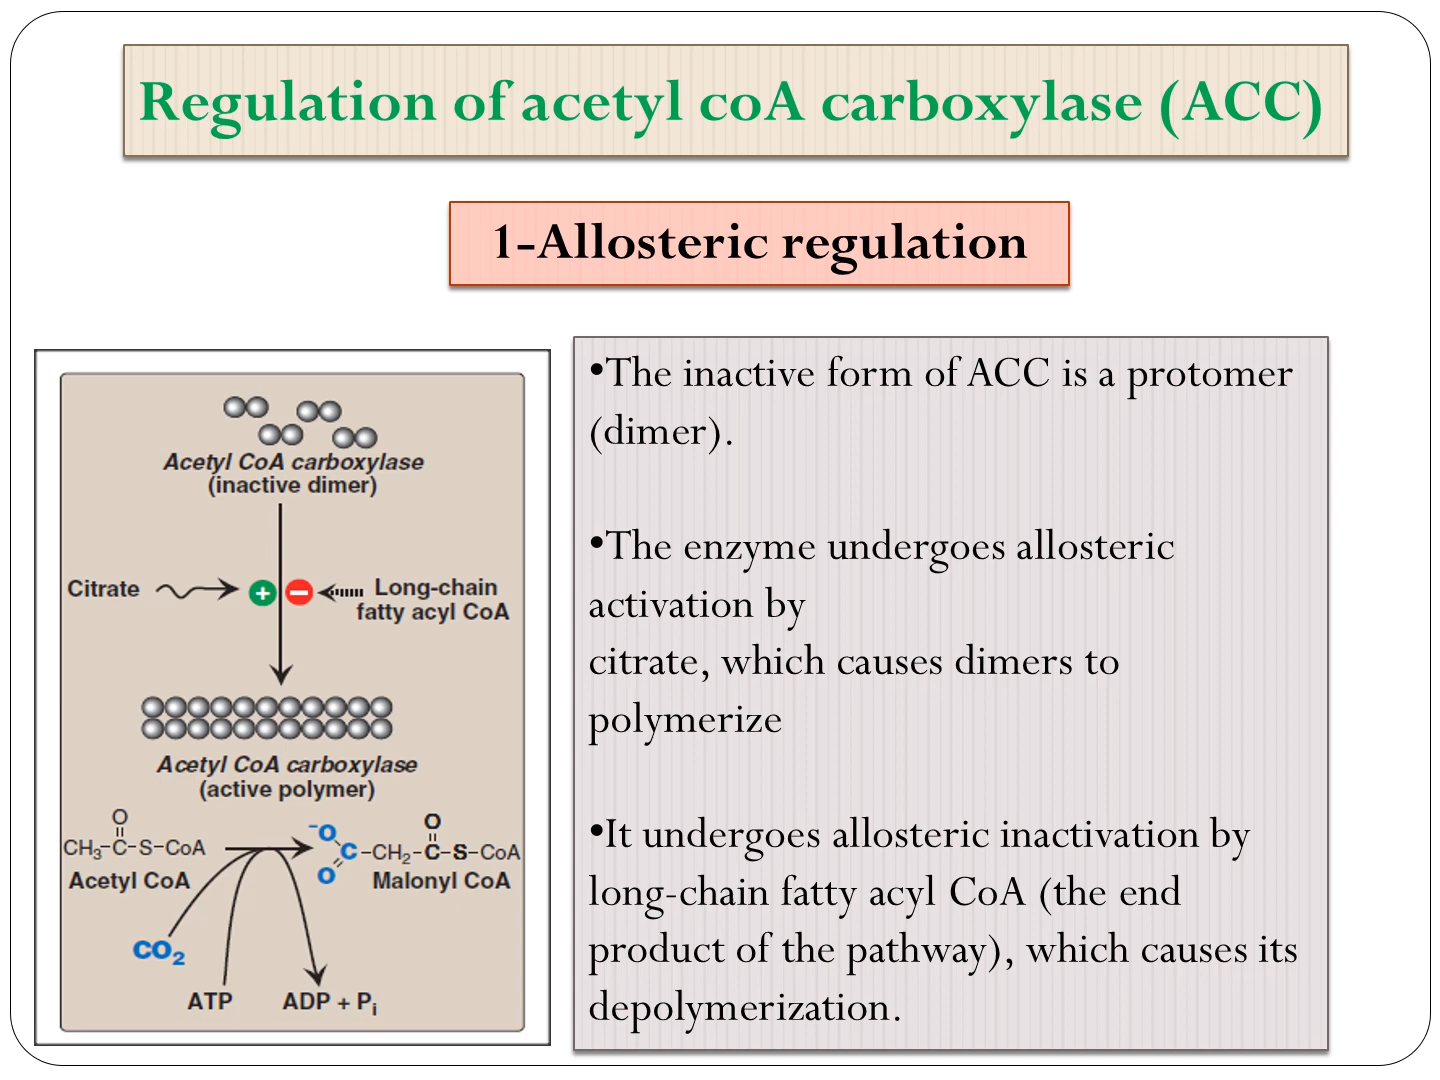 Regulation of acetyl coA carboxylase (ACC)
1-Allosteric regulation
Acetyl CoA carboxylase
(inactive dimer)
Citrate
+
−
Long-chain
fatty acyl CoA
Acetyl CoA carboxylase
(active polymer)
O
CH₃–C–S–CoA
Acetyl CoA
⁻O
O
C–CH₂–C–S–CoA
O
Malonyl CoA
CO₂
ATP
ADP + Pᵢ
•The inactive form of ACC is a protomer
(dimer).
•The enzyme undergoes allosteric
activation by
citrate, which causes dimers to
polymerize
•It undergoes allosteric inactivation by
long-chain fatty acyl CoA (the end
product of the pathway), which causes its
depolymerization.